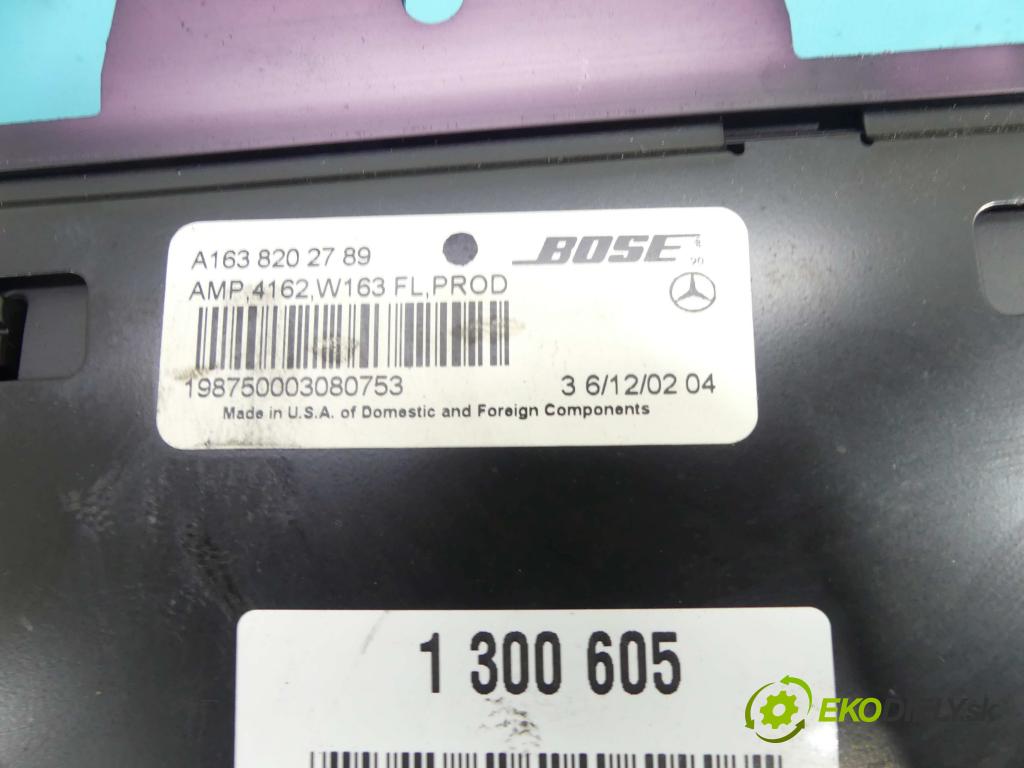 A163 820 27 89
BOSE
AMP,4162,W163 FL,PROD
198750003080753
3 6/12/02 04
Made in U.S.A. of Domestic and Foreign Components
1 300 605
EKODIELY.sk